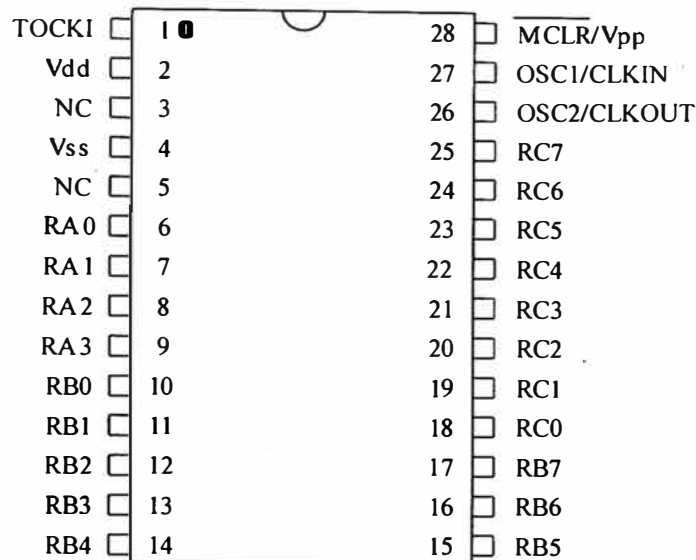 TOCKI 1 0 28 MCLR/Vpp
Vdd 2 27 OSC1/CLKIN
NC 3 26 OSC2/CLKOUT
Vss 4 25 RC7
NC 5 24 RC6
RA0 6 23 RC5
RA1 7 22 RC4
RA2 8 21 RC3
RA3 9 20 RC2
RB0 10 19 RC1
RB1 11 18 RC0
RB2 12 17 RB7
RB3 13 16 RB6
RB4 14 15 RB5